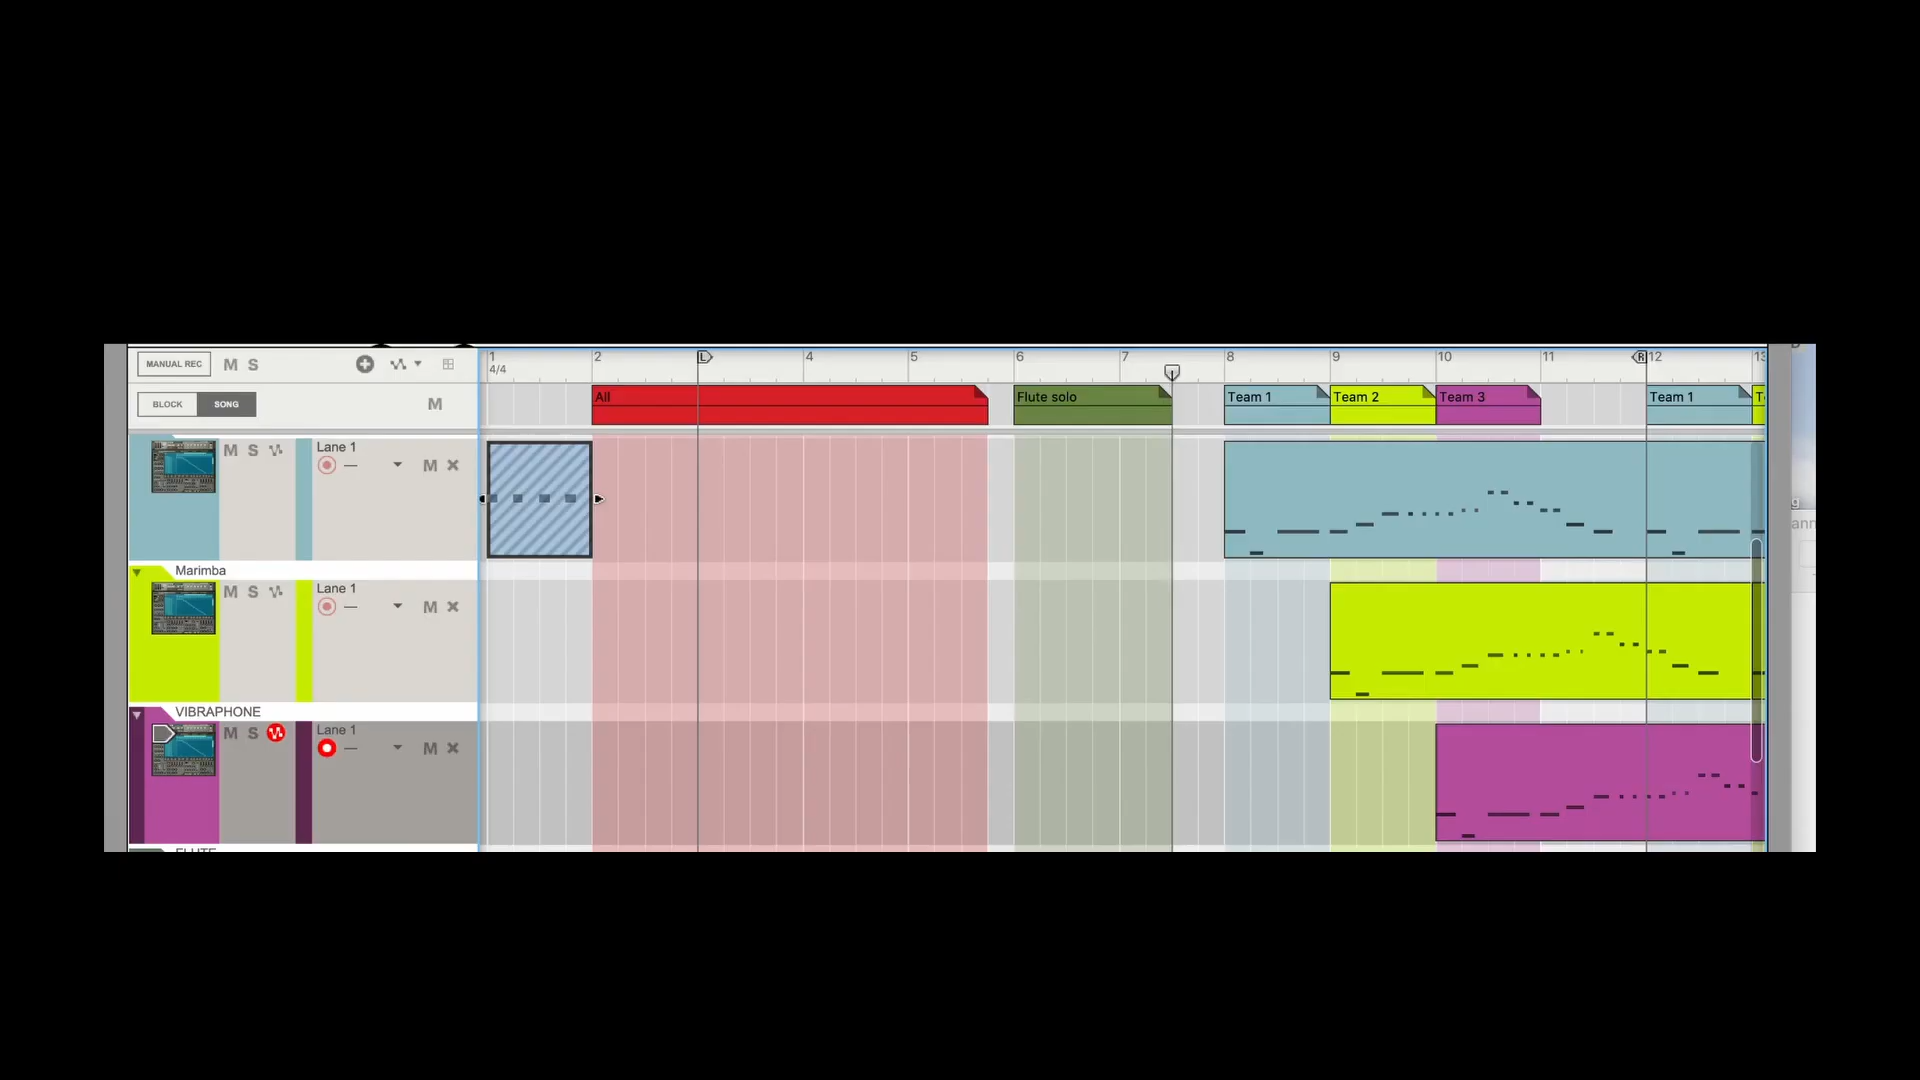 MANUAL REC M S 1 2 L 4 5 6 7 8 9 10 11 R 12 13
4/4
BLOCK SONG M All Flute solo Team 1 Team 2 Team 3 Team 1
M S Lane 1
M
Marimba
M S Lane 1
M
VIBRAPHONE
M S Lane 1
M